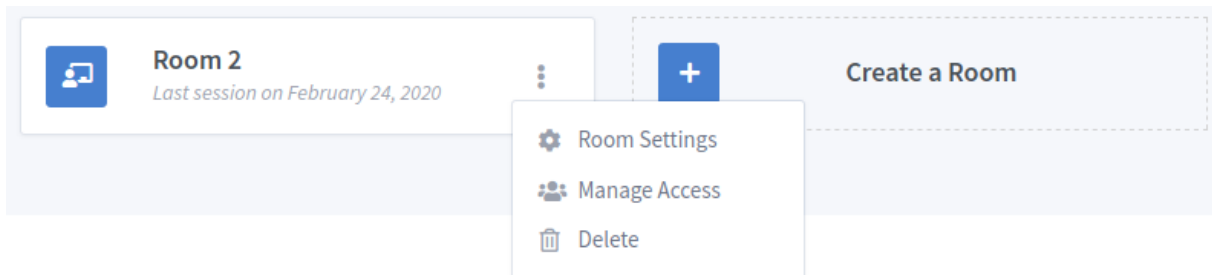 Room 2
Last session on February 24, 2020
Create a Room
Room Settings
Manage Access
Delete